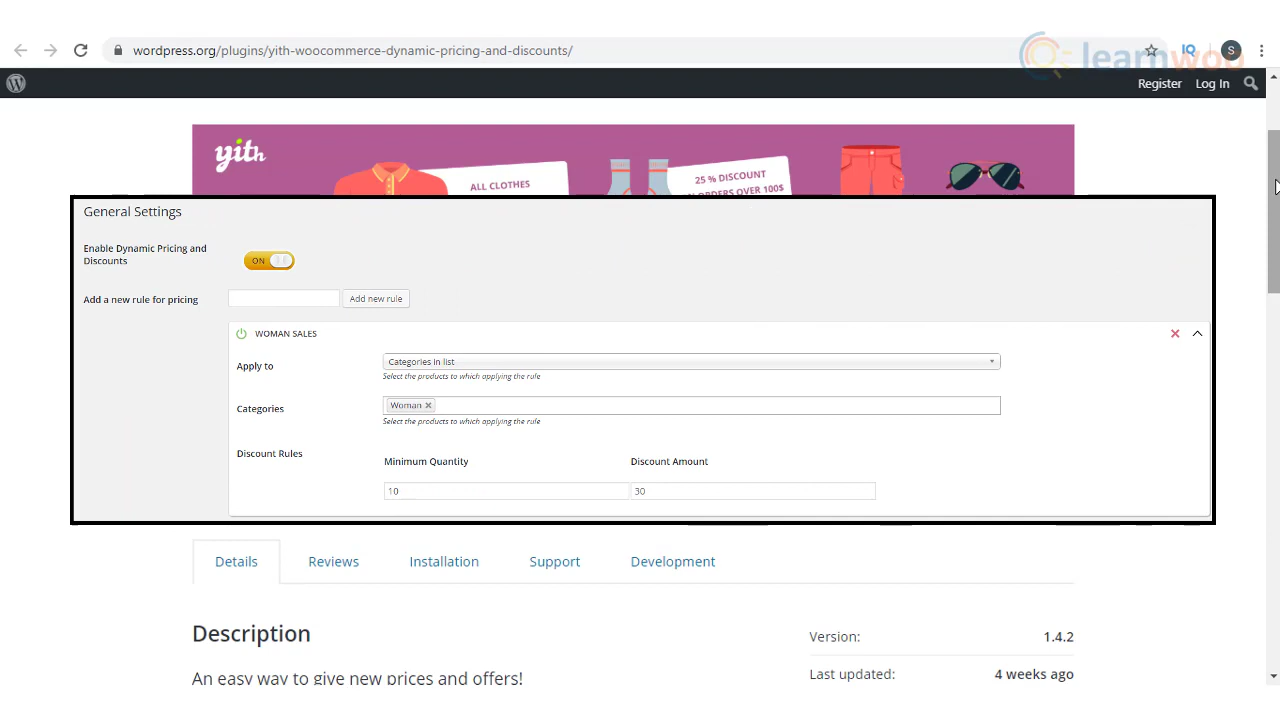 wordpress.org/plugins/yith-woocommerce-dynamic-pricing-and-discounts/
learnwoo
IQ
S
Register Log In
yith
ALL CLOTHES
25 % DISCOUNT
ORDERS OVER 100$
General Settings
Enable Dynamic Pricing and
Discounts
ON
Add a new rule for pricing
Add new rule
WOMAN SALES
Apply to
Categories in list
Select the products to which applying the rule
Categories
Woman
Select the products to which applying the rule
Discount Rules
Minimum Quantity Discount Amount
10 30
Details Reviews Installation Support Development
Description
Version: 1.4.2
An easy way to give new prices and offers!
Last updated: 4 weeks ago